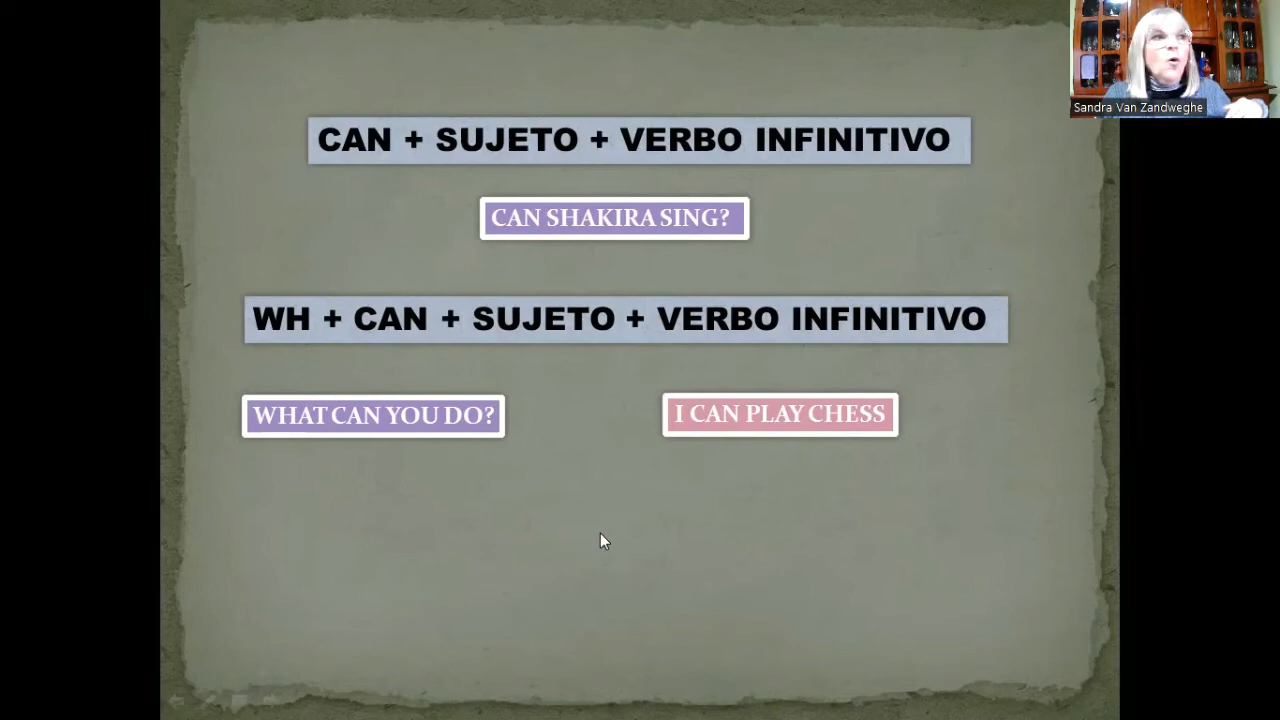 Sandra Van Zandweghe
CAN + SUJETO + VERBO INFINITIVO
CAN SHAKIRA SING?
WH + CAN + SUJETO + VERBO INFINITIVO
WHAT CAN YOU DO?
I CAN PLAY CHESS